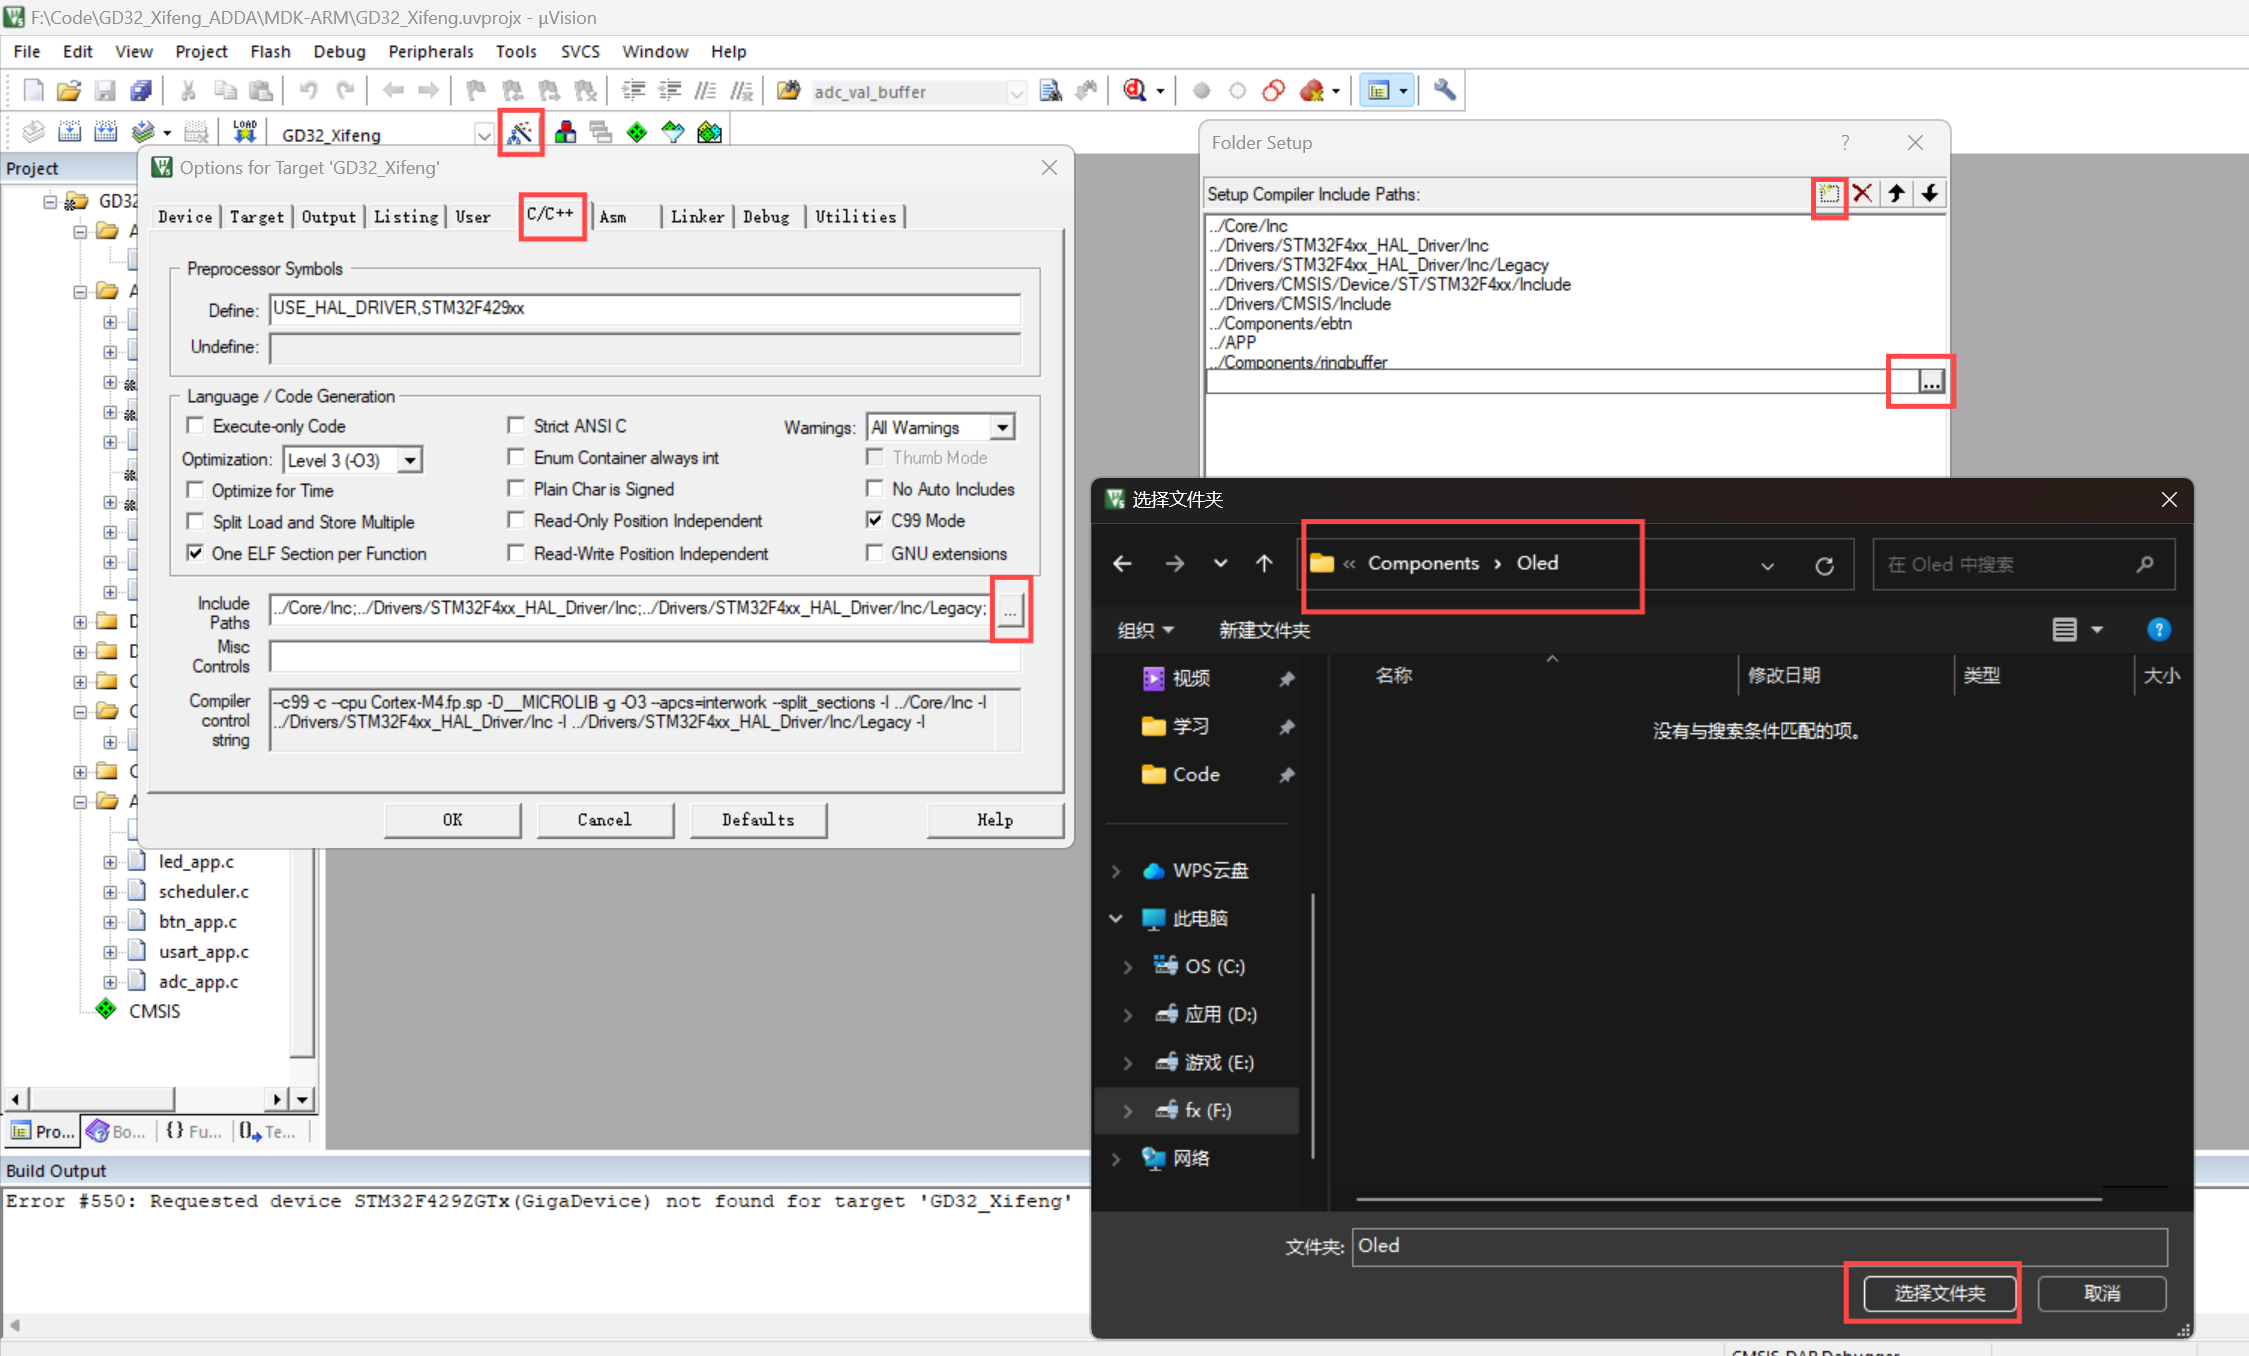 F:\Code\GD32_Xifeng_ADDA\MDK-ARM\GD32_Xifeng.uvprojx - µVision
File Edit View Project Flash Debug Peripherals Tools SVCS Window Help
adc_val_buffer
LOAD
GD32_Xifeng
Project
GD32
led_app.c
scheduler.c
btn_app.c
usart_app.c
adc_app.c
CMSIS
Pro... Bo... {} Fu... Te...
Options for Target 'GD32_Xifeng'
Device Target Output Listing User C/C++ Asm Linker Debug Utilities
Preprocessor Symbols
Define: USE_HAL_DRIVER,STM32F429xx
Undefine:
Language / Code Generation
Execute-only Code
Strict ANSI C
Warnings: All Warnings
Optimization: Level 3 (-O3)
Enum Container always int
Thumb Mode
Optimize for Time
Plain Char is Signed
No Auto Includes
Split Load and Store Multiple
Read-Only Position Independent
C99 Mode
One ELF Section per Function
Read-Write Position Independent
GNU extensions
Include Paths
../Core/Inc;../Drivers/STM32F4xx_HAL_Driver/Inc;../Drivers/STM32F4xx_HAL_Driver/Inc/Legacy;
...
Misc Controls
Compiler control string
--c99 -c --cpu Cortex-M4.fp.sp -D__MICROLIB -g -O3 --apcs=interwork --split_sections -I ../Core/Inc -I
../Drivers/STM32F4xx_HAL_Driver/Inc -I ../Drivers/STM32F4xx_HAL_Driver/Inc/Legacy -I
OK Cancel Defaults Help
Folder Setup
?
Setup Compiler Include Paths:
../Core/Inc
../Drivers/STM32F4xx_HAL_Driver/Inc
../Drivers/STM32F4xx_HAL_Driver/Inc/Legacy
../Drivers/CMSIS/Device/ST/STM32F4xx/Include
../Drivers/CMSIS/Include
../Components/ebtn
../APP
../Components/ringbuffer
...
选择文件夹
« Components › Oled
在 Oled 中搜索
组织 新建文件夹
?
名称 修改日期 类型 大小
没有与搜索条件匹配的项。
视频
学习
Code
WPS云盘
此电脑
OS (C:)
应用 (D:)
游戏 (E:)
fx (F:)
网络
文件夹: Oled
选择文件夹 取消
Build Output
Error #550: Requested device STM32F429ZGTx(GigaDevice) not found for target 'GD32_Xifeng'